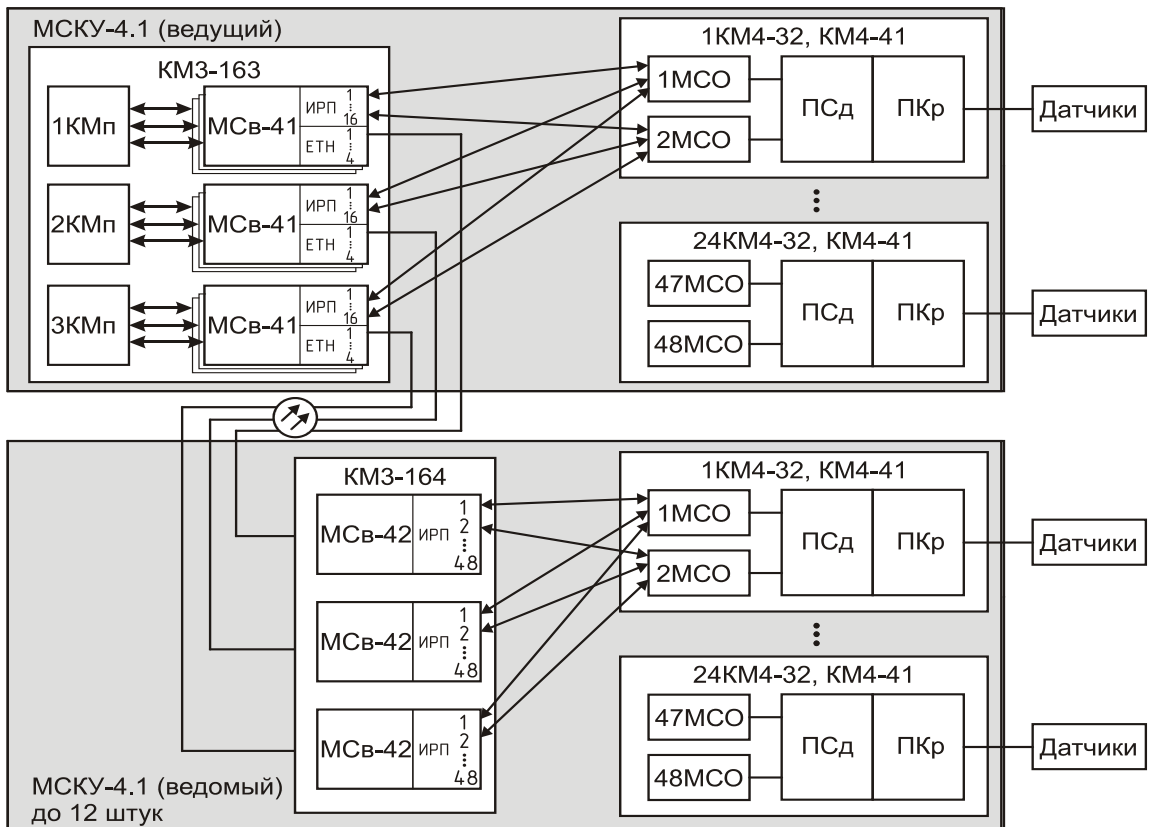 МСКУ-4.1 (ведущий)
КМ3-163
1КМп
МСв-41
ИРП
1
16
ETH
1
4
2КМп
МСв-41
ИРП
1
16
ETH
1
4
3КМп
МСв-41
ИРП
1
16
ETH
1
4
1КМ4-32, КМ4-41
1МСО
2МСО
ПСд
ПКр
Датчики
24КМ4-32, КМ4-41
47МСО
48МСО
ПСд
ПКр
Датчики
КМ3-164
МСв-42
ИРП
1
2
48
МСв-42
ИРП
1
2
48
МСв-42
ИРП
1
2
48
1КМ4-32, КМ4-41
1МСО
2МСО
ПСд
ПКр
Датчики
24КМ4-32, КМ4-41
47МСО
48МСО
ПСд
ПКр
Датчики
МСКУ-4.1 (ведомый)
до 12 штук